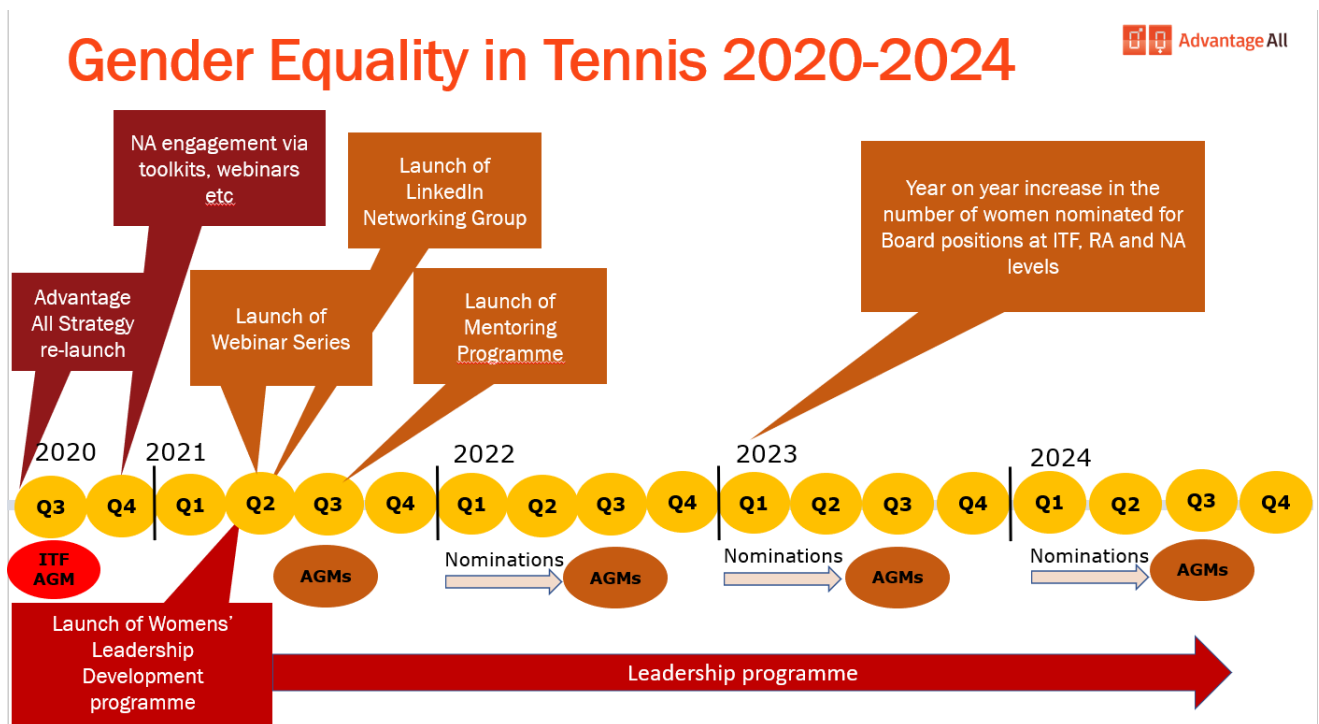 Gender Equality in Tennis 2020-2024
Advantage All
NA engagement via
toolkits, webinars
etc
Launch of
LinkedIn
Networking Group
Year on year increase in the
number of women nominated for
Board positions at ITF, RA and NA
levels
Advantage
All Strategy
re-launch
Launch of
Webinar Series
Launch of
Mentoring
Programme
2020
2021
2022
2023
2024
Q3
Q4
Q1
Q2
Q3
Q4
Q1
Q2
Q3
Q4
Q1
Q2
Q3
Q4
Q1
Q2
Q3
Q4
ITF
AGM
AGMs
Nominations
AGMs
Nominations
AGMs
Nominations
AGMs
Launch of Womens’
Leadership
Development
programme
Leadership programme